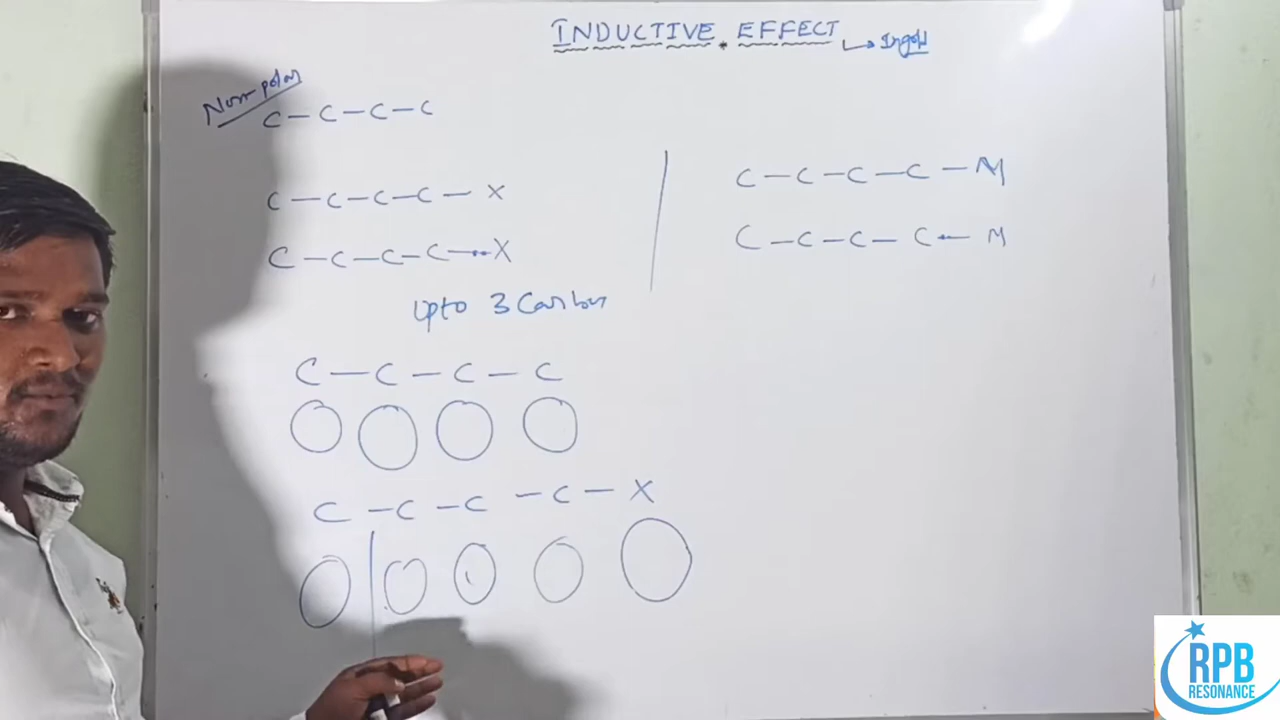 INDUCTIVE EFFECT
Ingold
Non polar
C - C - C - C
C - C - C - C - X
C - C - C - C - X
C - C - C - C - M
C - C - C - C - M
Upto 3 Carbon
C - C - C - C
C - C - C - C - X
RPB
RESONANCE